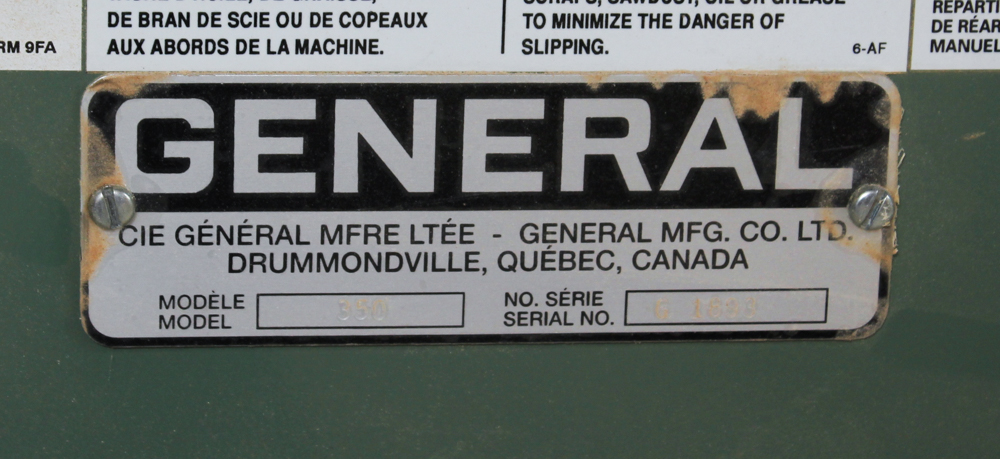 DE BRAN DE SCIE OU DE COPEAUX
AUX ABORDS DE LA MACHINE.
TO MINIMIZE THE DANGER OF
SLIPPING.
6-AF
RM 9FA
DE RÉAR
MANUEL
GENERAL
CIE GÉNÉRAL MFRE LTÉE - GENERAL MFG. CO. LTD.
DRUMMONDVILLE, QUÉBEC, CANADA
MODÈLE
MODEL
NO. SÉRIE
SERIAL NO.